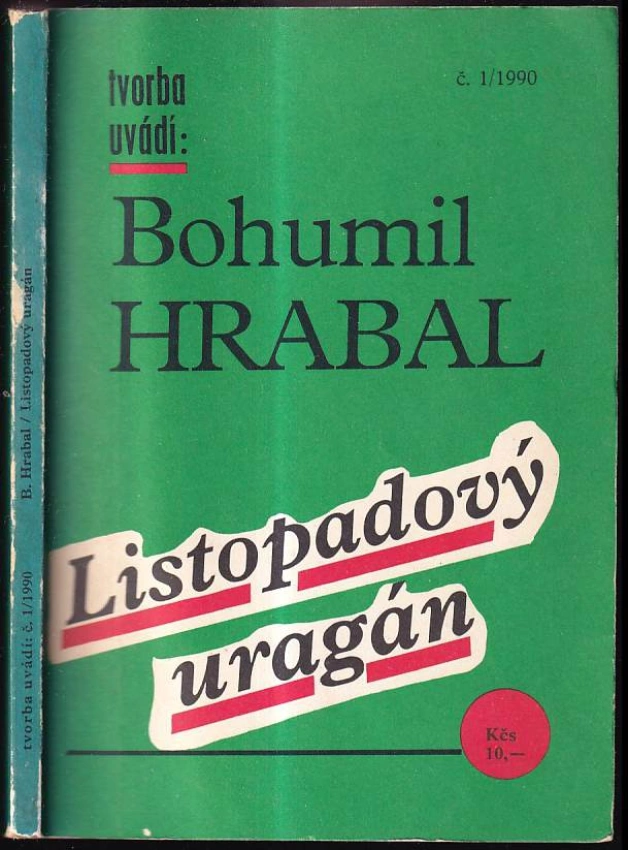 tvorba
uvádí:
č. 1/1990
Bohumil
HRABAL
Listopadový
uragán
Kčs
10,—
tvorba uvádí: č. 1/1990 B. Hrabal / Listopadový uragán